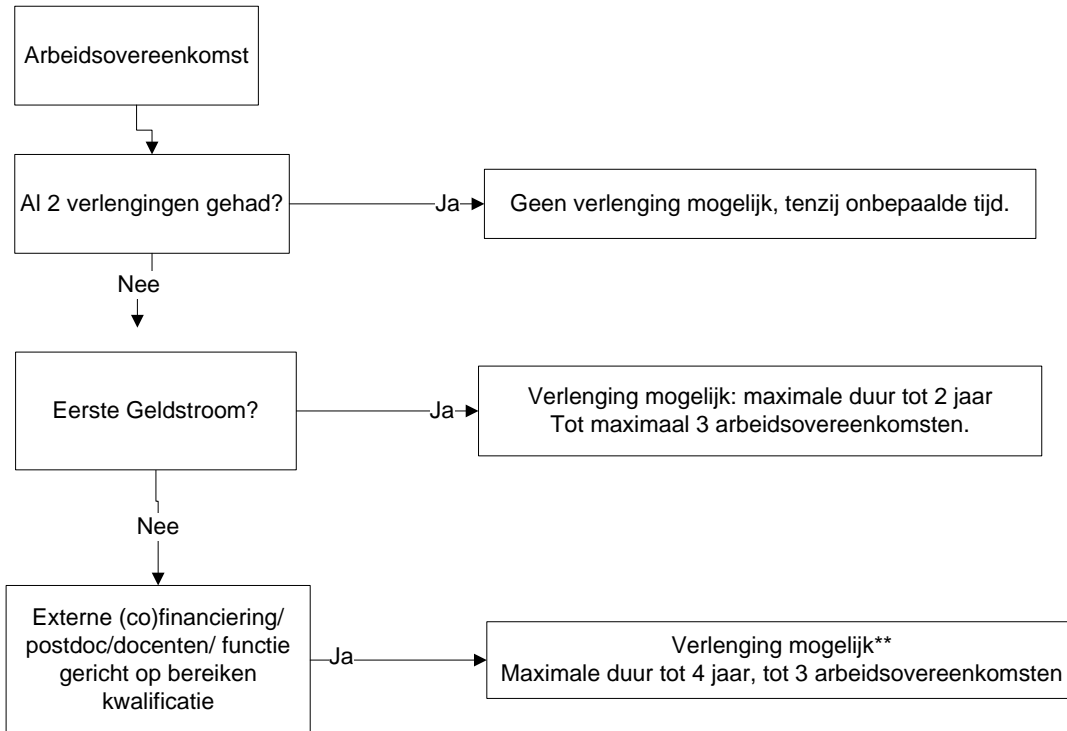 Arbeidsovereenkomst
Al 2 verlengingen gehad?
Ja
Geen verlenging mogelijk, tenzij onbepaalde tijd.
Nee
Eerste Geldstroom?
Ja
Verlenging mogelijk: maximale duur tot 2 jaar
Tot maximaal 3 arbeidsovereenkomsten.
Nee
Externe (co)financiering/
postdoc/docenten/ functie
gericht op bereiken
kwalificatie
Ja
Verlenging mogelijk**
Maximale duur tot 4 jaar, tot 3 arbeidsovereenkomsten